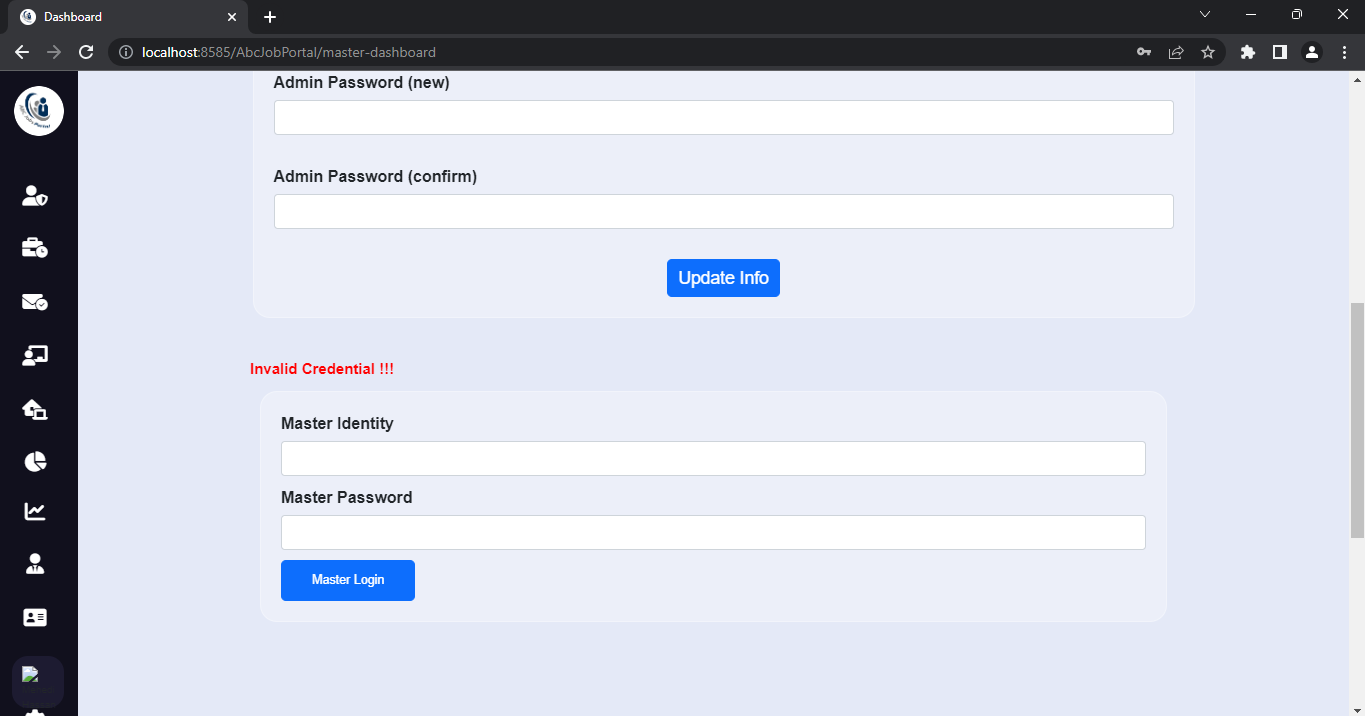 Dashboard
localhost:8585/AbcJobPortal/master-dashboard
Admin Password (new)
Admin Password (confirm)
Update Info
Invalid Credential !!!
Master Identity
Master Password
Master Login